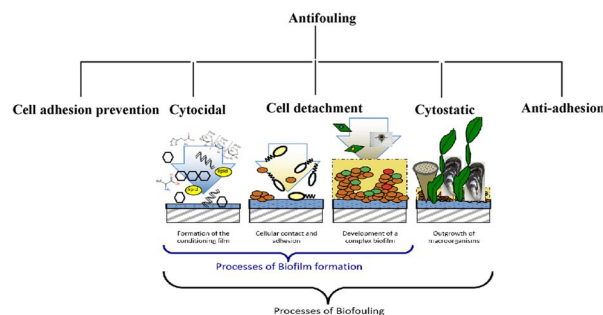 Antifouling
Cell adhesion prevention
Cytocidal
Cell detachment
Cytostatic
Anti-adhesion
Formation of the
conditioning film
Cellular contact and
adhesion
Development of a
complex biofilm
Outgrowth of
macroorganisms
Processes of Biofilm formation
Processes of Biofouling